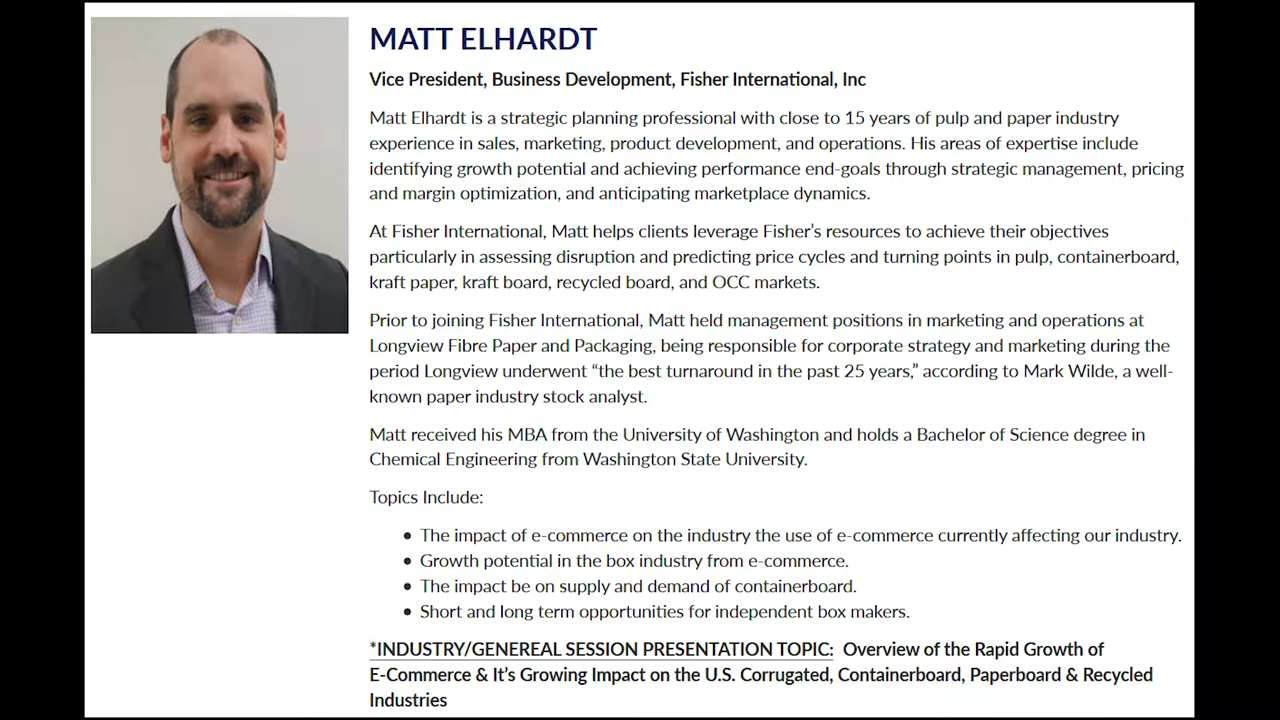 MATT ELHARDT
Vice President, Business Development, Fisher International, Inc
Matt Elhardt is a strategic planning professional with close to 15 years of pulp and paper industry
experience in sales, marketing, product development, and operations. His areas of expertise include
identifying growth potential and achieving performance end-goals through strategic management, pricing
and margin optimization, and anticipating marketplace dynamics.
At Fisher International, Matt helps clients leverage Fisher’s resources to achieve their objectives
particularly in assessing disruption and predicting price cycles and turning points in pulp, containerboard,
kraft paper, kraft board, recycled board, and OCC markets.
Prior to joining Fisher International, Matt held management positions in marketing and operations at
Longview Fibre Paper and Packaging, being responsible for corporate strategy and marketing during the
period Longview underwent “the best turnaround in the past 25 years,” according to Mark Wilde, a well-
known paper industry stock analyst.
Matt received his MBA from the University of Washington and holds a Bachelor of Science degree in
Chemical Engineering from Washington State University.
Topics Include:
• The impact of e-commerce on the industry the use of e-commerce currently affecting our industry.
• Growth potential in the box industry from e-commerce.
• The impact be on supply and demand of containerboard.
• Short and long term opportunities for independent box makers.
*INDUSTRY/GENEREAL SESSION PRESENTATION TOPIC: Overview of the Rapid Growth of
E-Commerce & It’s Growing Impact on the U.S. Corrugated, Containerboard, Paperboard & Recycled
Industries